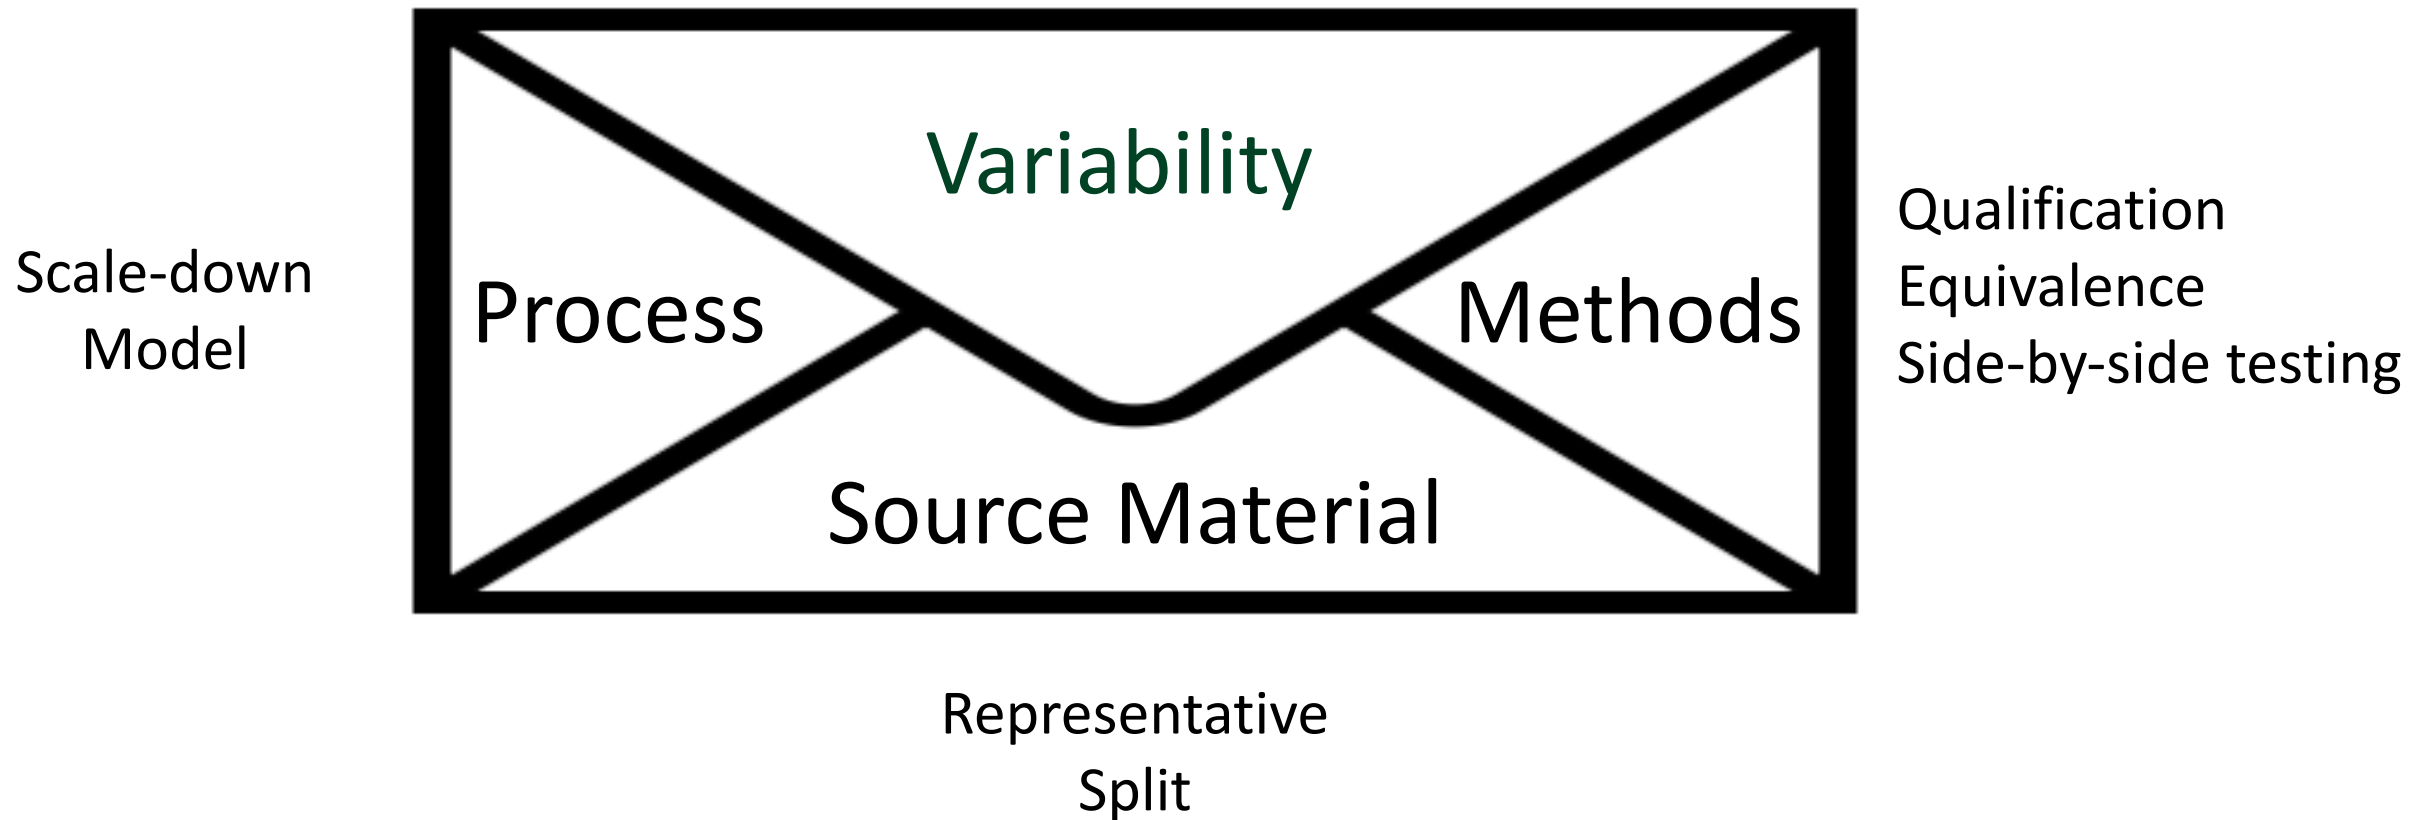 Variability
Scale-down
Model
Process
Methods
Qualification
Equivalence
Side-by-side testing
Source Material
Representative
Split